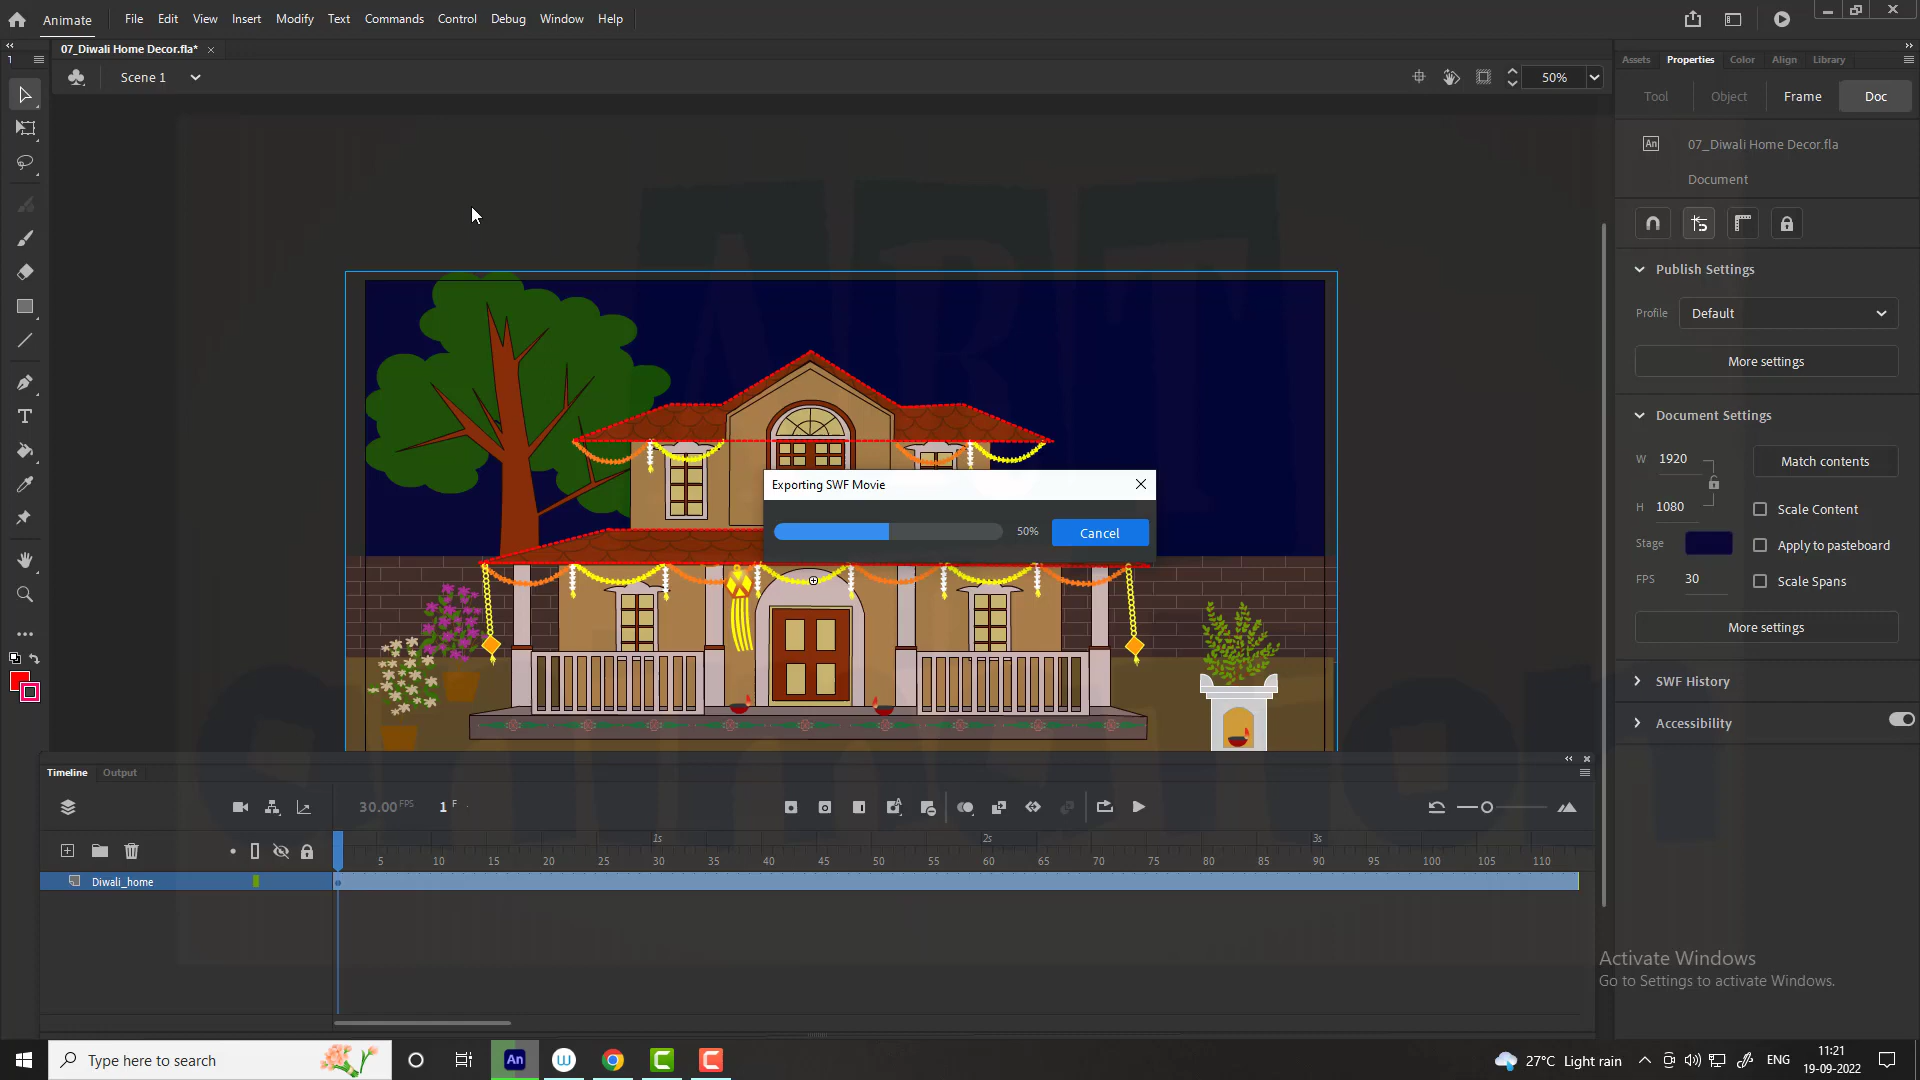 Animate File Edit View Insert Modify Text Commands Control Debug Window Help
07_Diwali Home Decor.fla*
Scene 1
50%
Assets Properties Color Align Library
Tool Object Frame Doc
An 07_Diwali Home Decor.fla
Document
Publish Settings
Profile Default
More settings
Document Settings
W 1920 Match contents
H 1080 Scale Content
Stage Apply to pasteboard
FPS 30 Scale Spans
More settings
SWF History
Accessibility
ART
Exporting SWF Movie
50% Cancel
Timeline Output
30.00 FPS 1 F
1s 2s 3s
5 10 15 20 25 30 35 40 45 50 55 60 65 70 75 80 85 90 95 100 105 110
Diwali_home
Activate Windows
Go to Settings to activate Windows.
Type here to search
An
27°C Light rain
ENG
11:21
19-09-2022